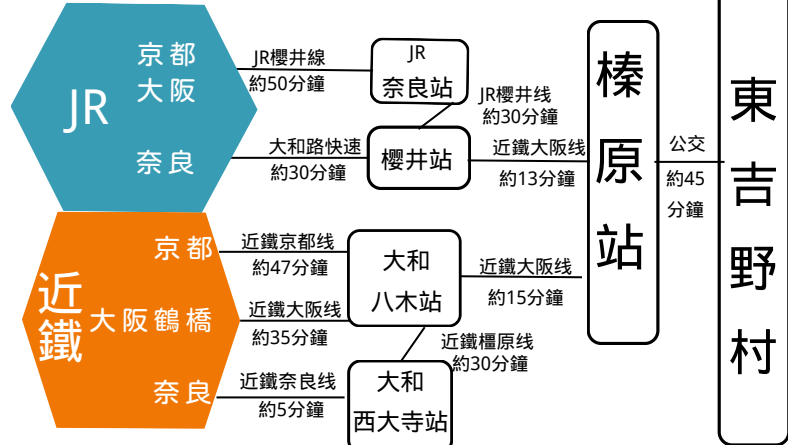 JR
京都
大阪
奈良
JR櫻井線
約50分鐘
大和路快速
約30分鐘
JR
奈良站
櫻井站
JR櫻井线
約30分鐘
近鐵大阪线
約13分鐘
近鐵
京都
大阪鶴橋
奈良
近鐵京都线
約47分鐘
近鐵大阪线
約35分鐘
近鐵奈良线
約5分鐘
大和
八木站
大和
西大寺站
近鐵大阪线
約15分鐘
近鐵橿原线
約30分鐘
榛原站
公交
約45
分鐘
東吉野村